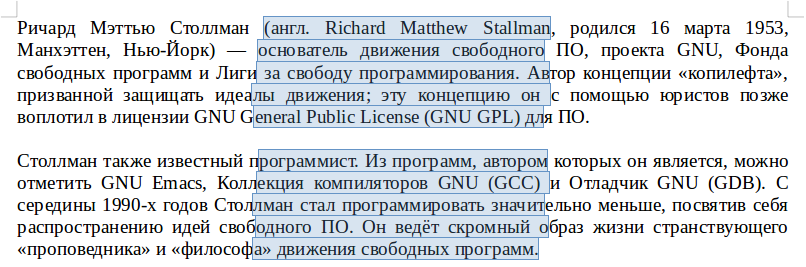 Ричард Мэттью Столлман (англ. Richard Matthew Stallman, родился 16 марта 1953,
Манхэттен, Нью-Йорк) — основатель движения свободного ПО, проекта GNU, Фонда
свободных программ и Лиги за свободу программирования. Автор концепции «копилефта»,
призванной защищать идеалы движения; эту концепцию он с помощью юристов позже
воплотил в лицензии GNU General Public License (GNU GPL) для ПО.
Столлман также известный программист. Из программ, автором которых он является, можно
отметить GNU Emacs, Коллекция компиляторов GNU (GCC) и Отладчик GNU (GDB). С
середины 1990-х годов Столлман стал программировать значительно меньше, посвятив себя
распространению идей свободного ПО. Он ведёт скромный образ жизни странствующего
«проповедника» и «философа» движения свободных программ.